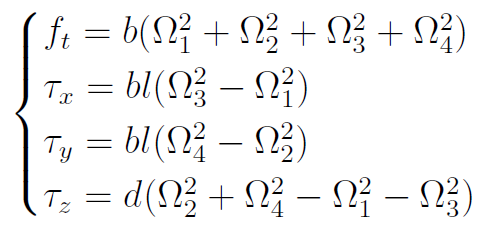 f_t = b(Ω_1^2 + Ω_2^2 + Ω_3^2 + Ω_4^2)
τ_x = bl(Ω_3^2 − Ω_1^2)
τ_y = bl(Ω_4^2 − Ω_2^2)
τ_z = d(Ω_2^2 + Ω_4^2 − Ω_1^2 − Ω_3^2)